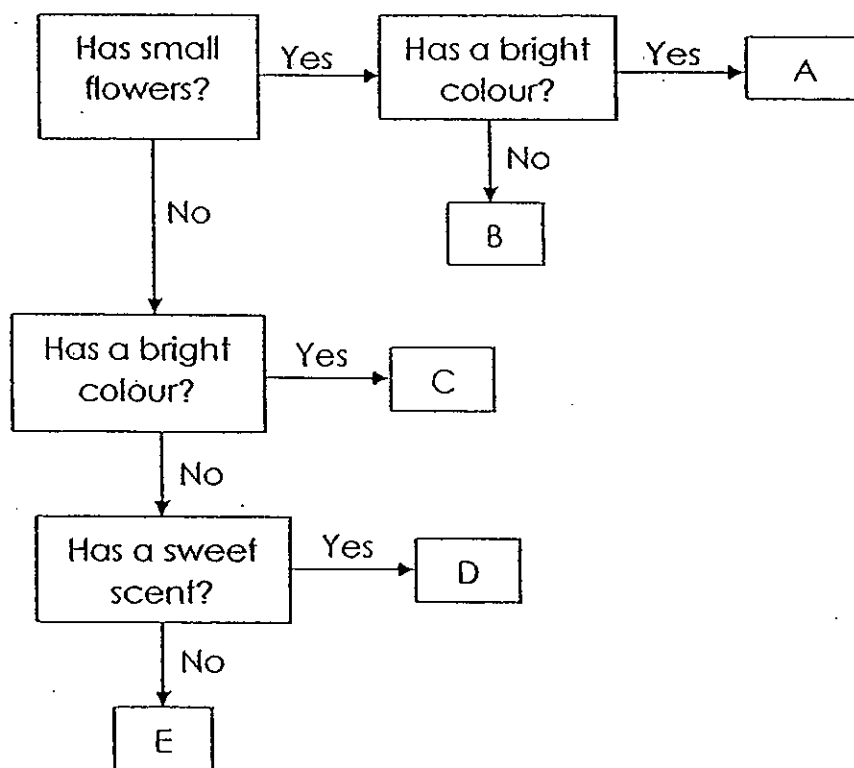 Has small
flowers?
Yes
Has a bright
colour?
Yes
A
No
B
No
Has a bright
colour?
Yes
C
No
Has a sweet
scent?
Yes
D
No
E